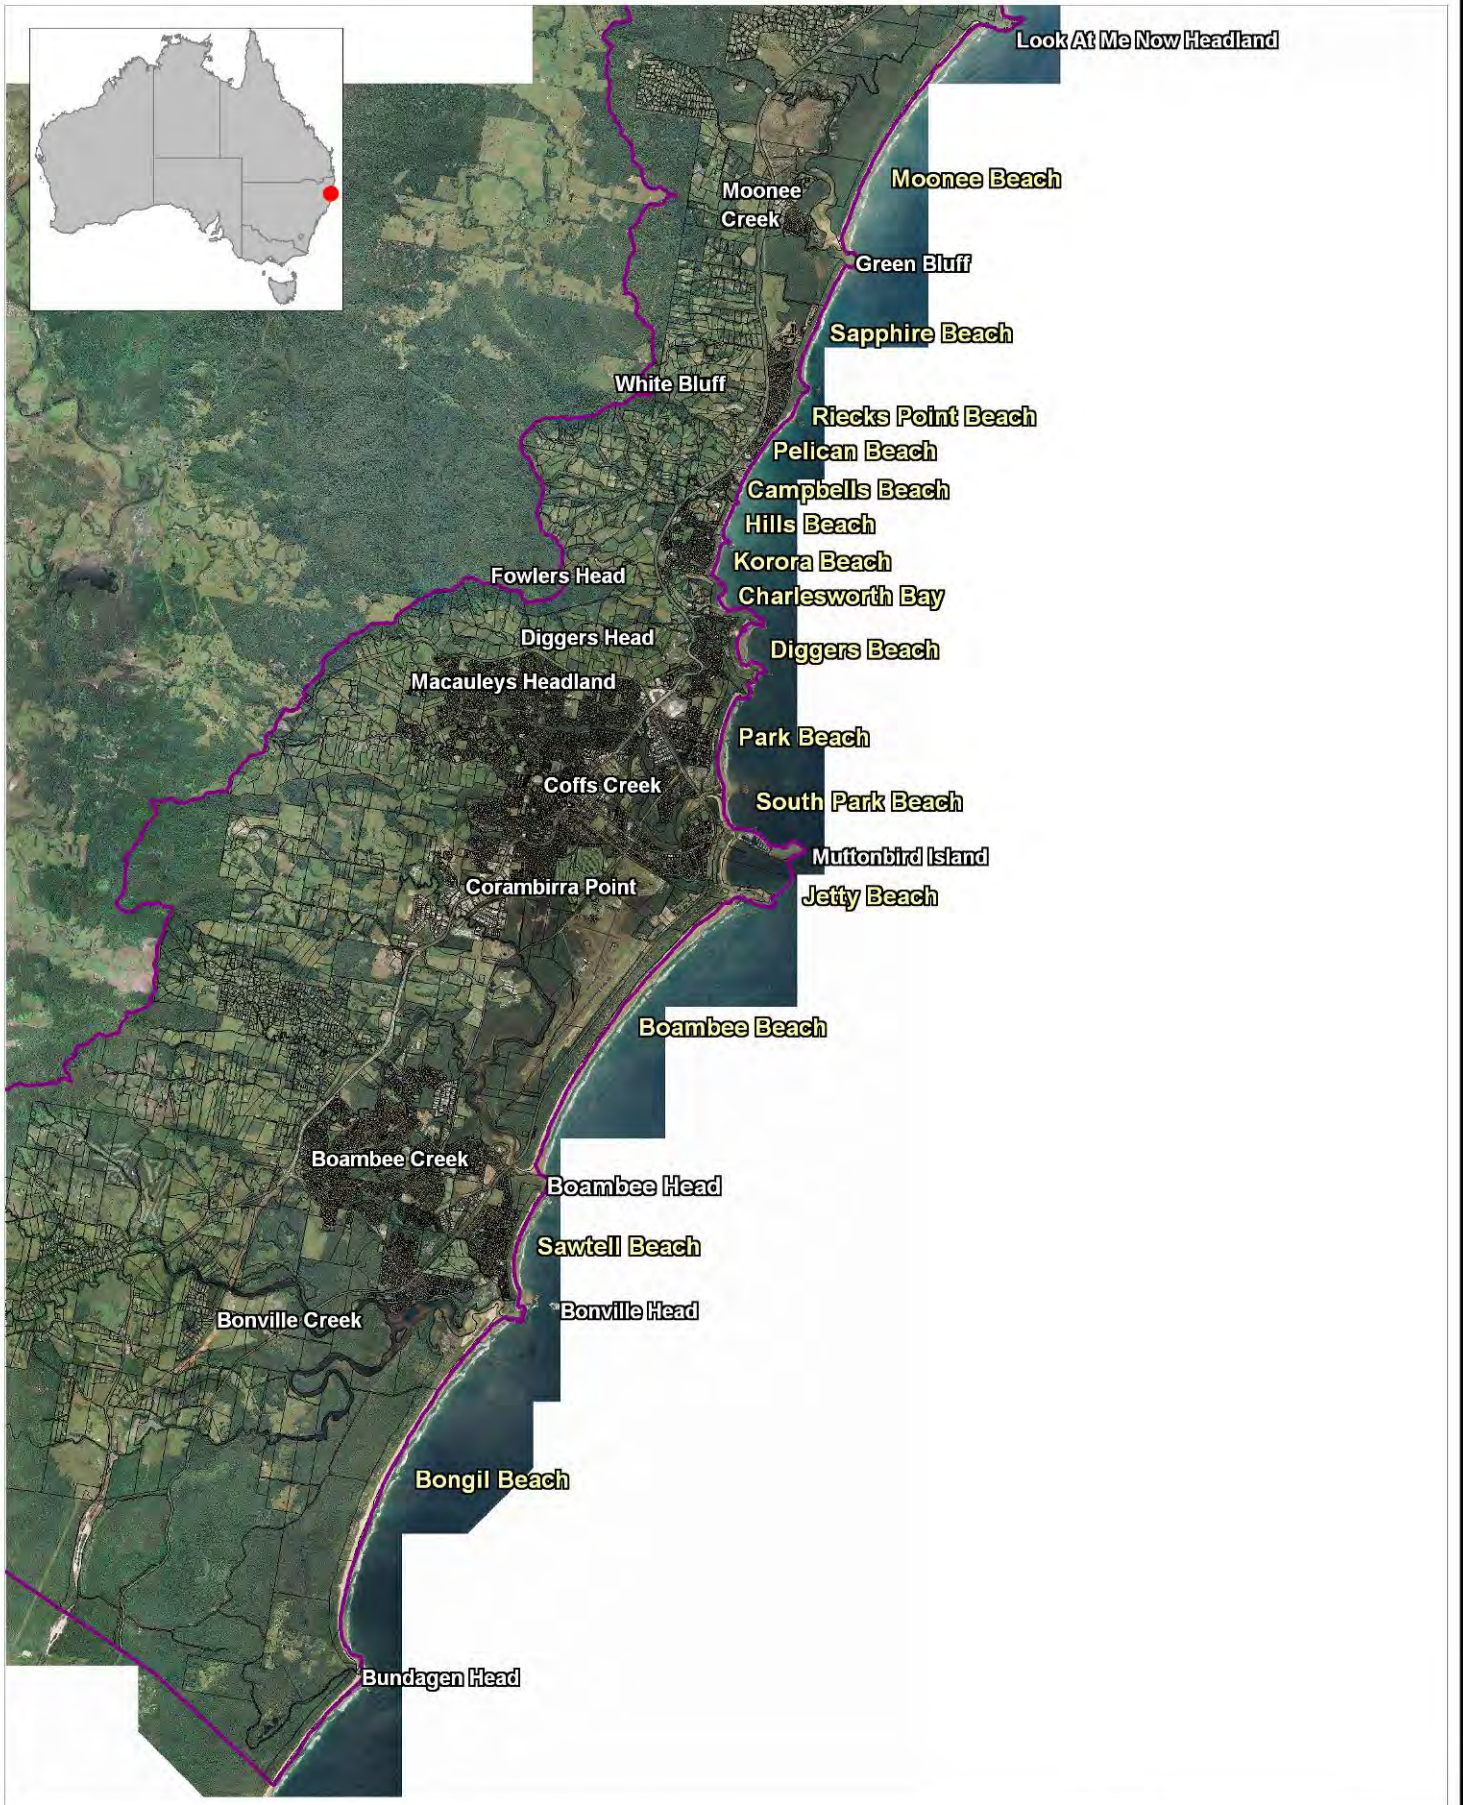 Look At Me Now Headland
Moonee Beach
Moonee
Creek
Green Bluff
Sapphire Beach
White Bluff
Riecks Point Beach
Pelican Beach
Campbells Beach
Hills Beach
Korora Beach
Fowlers Head
Charlesworth Bay
Diggers Head
Diggers Beach
Macauleys Headland
Park Beach
Coffs Creek
South Park Beach
Muttonbird Island
Corambirra Point
Jetty Beach
Boambee Beach
Boambee Creek
Boambee Head
Sawtell Beach
Bonville Head
Bonville Creek
Bongil Beach
Bundagen Head